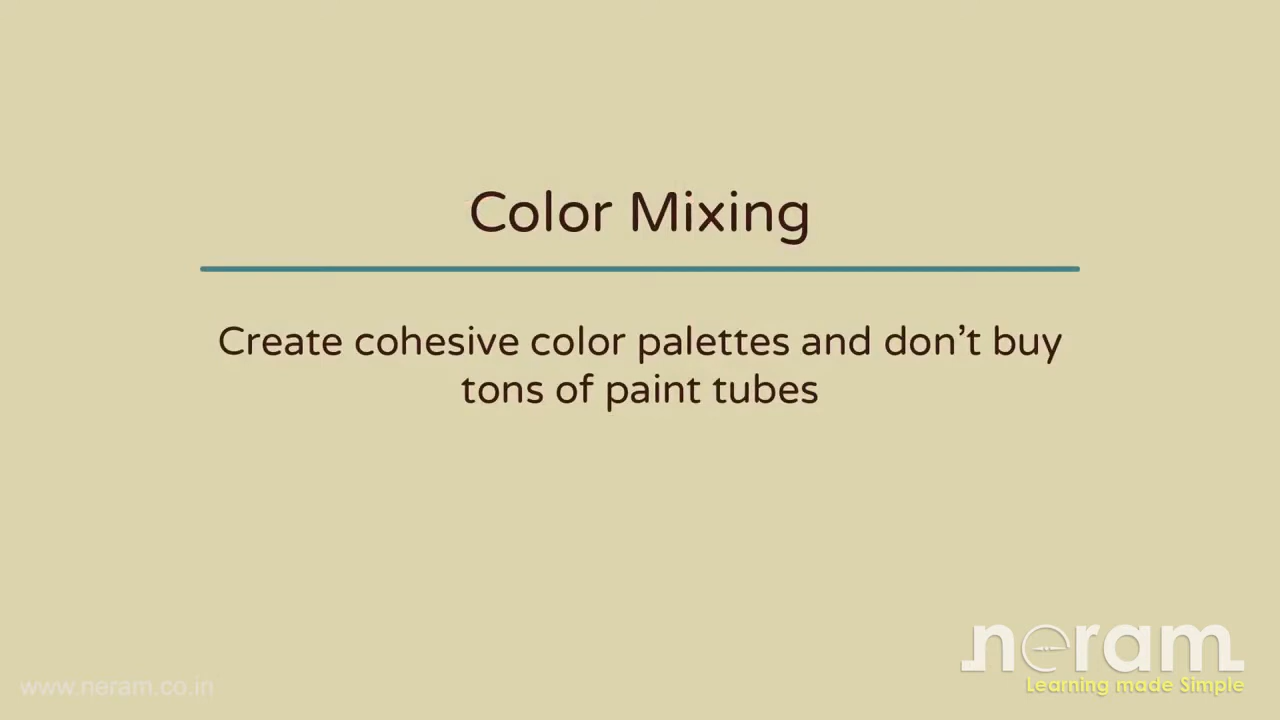 Color Mixing
Create cohesive color palettes and don’t buy
tons of paint tubes
neram
Learning made Simple
www.neram.co.in